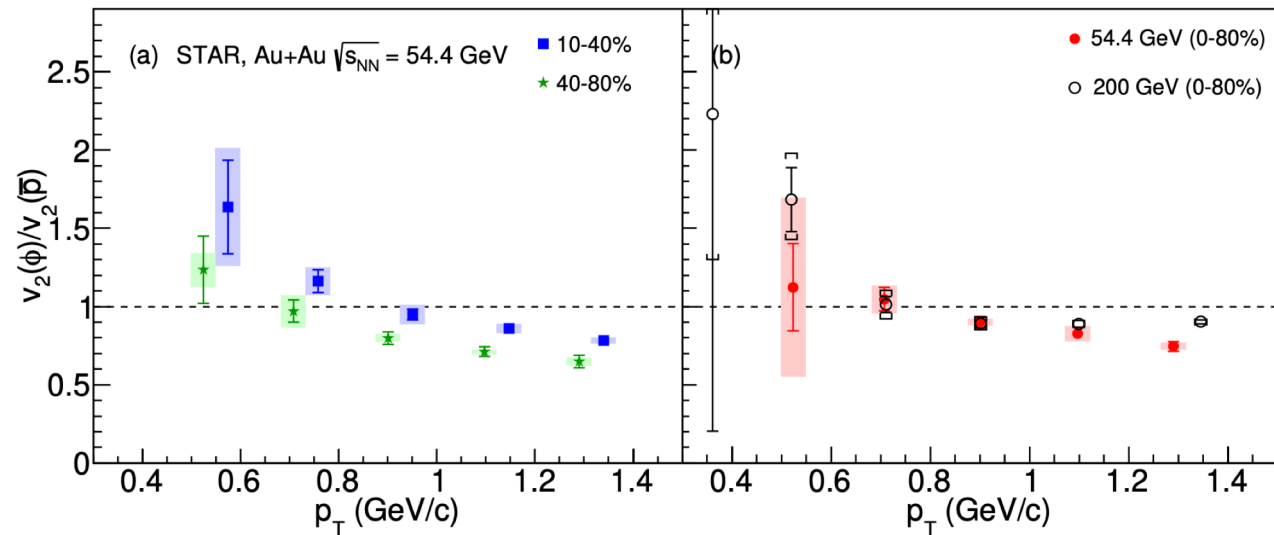 (a) STAR, Au+Au √s_NN = 54.4 GeV
10-40%
40-80%
(b)
54.4 GeV (0-80%)
200 GeV (0-80%)
v₂(ϕ)/v₂(p̅)
2.5
2
1.5
1
0.5
0
0.4 0.6 0.8 1 1.2 1.4
0.4 0.6 0.8 1 1.2 1.4
p_T (GeV/c)
p_T (GeV/c)